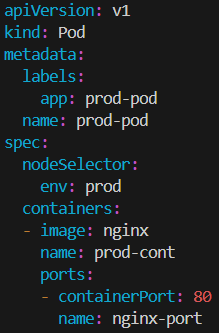 apiVersion: v1
kind: Pod
metadata:
  labels:
    app: prod-pod
  name: prod-pod
spec:
  nodeSelector:
    env: prod
  containers:
  - image: nginx
    name: prod-cont
    ports:
    - containerPort: 80
      name: nginx-port